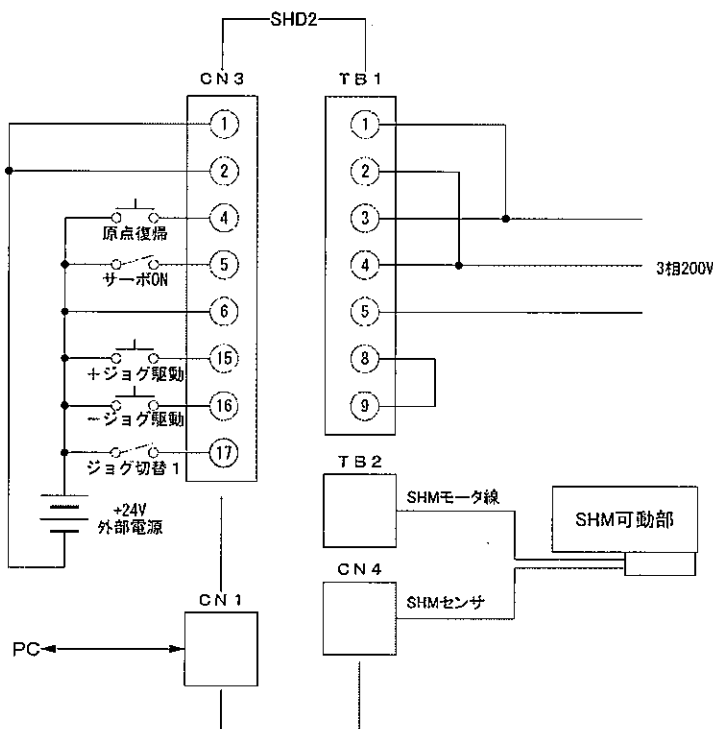 SHD2
CN3
TB1
1
2
4
原点復帰
5
サーボON
6
15
+ジョグ駆動
16
-ジョグ駆動
17
ジョグ切替1
+24V
外部電源
1
2
3
4
5
8
9
3相200V
TB2
SHMモータ線
SHM可動部
CN4
SHMセンサ
CN1
PC